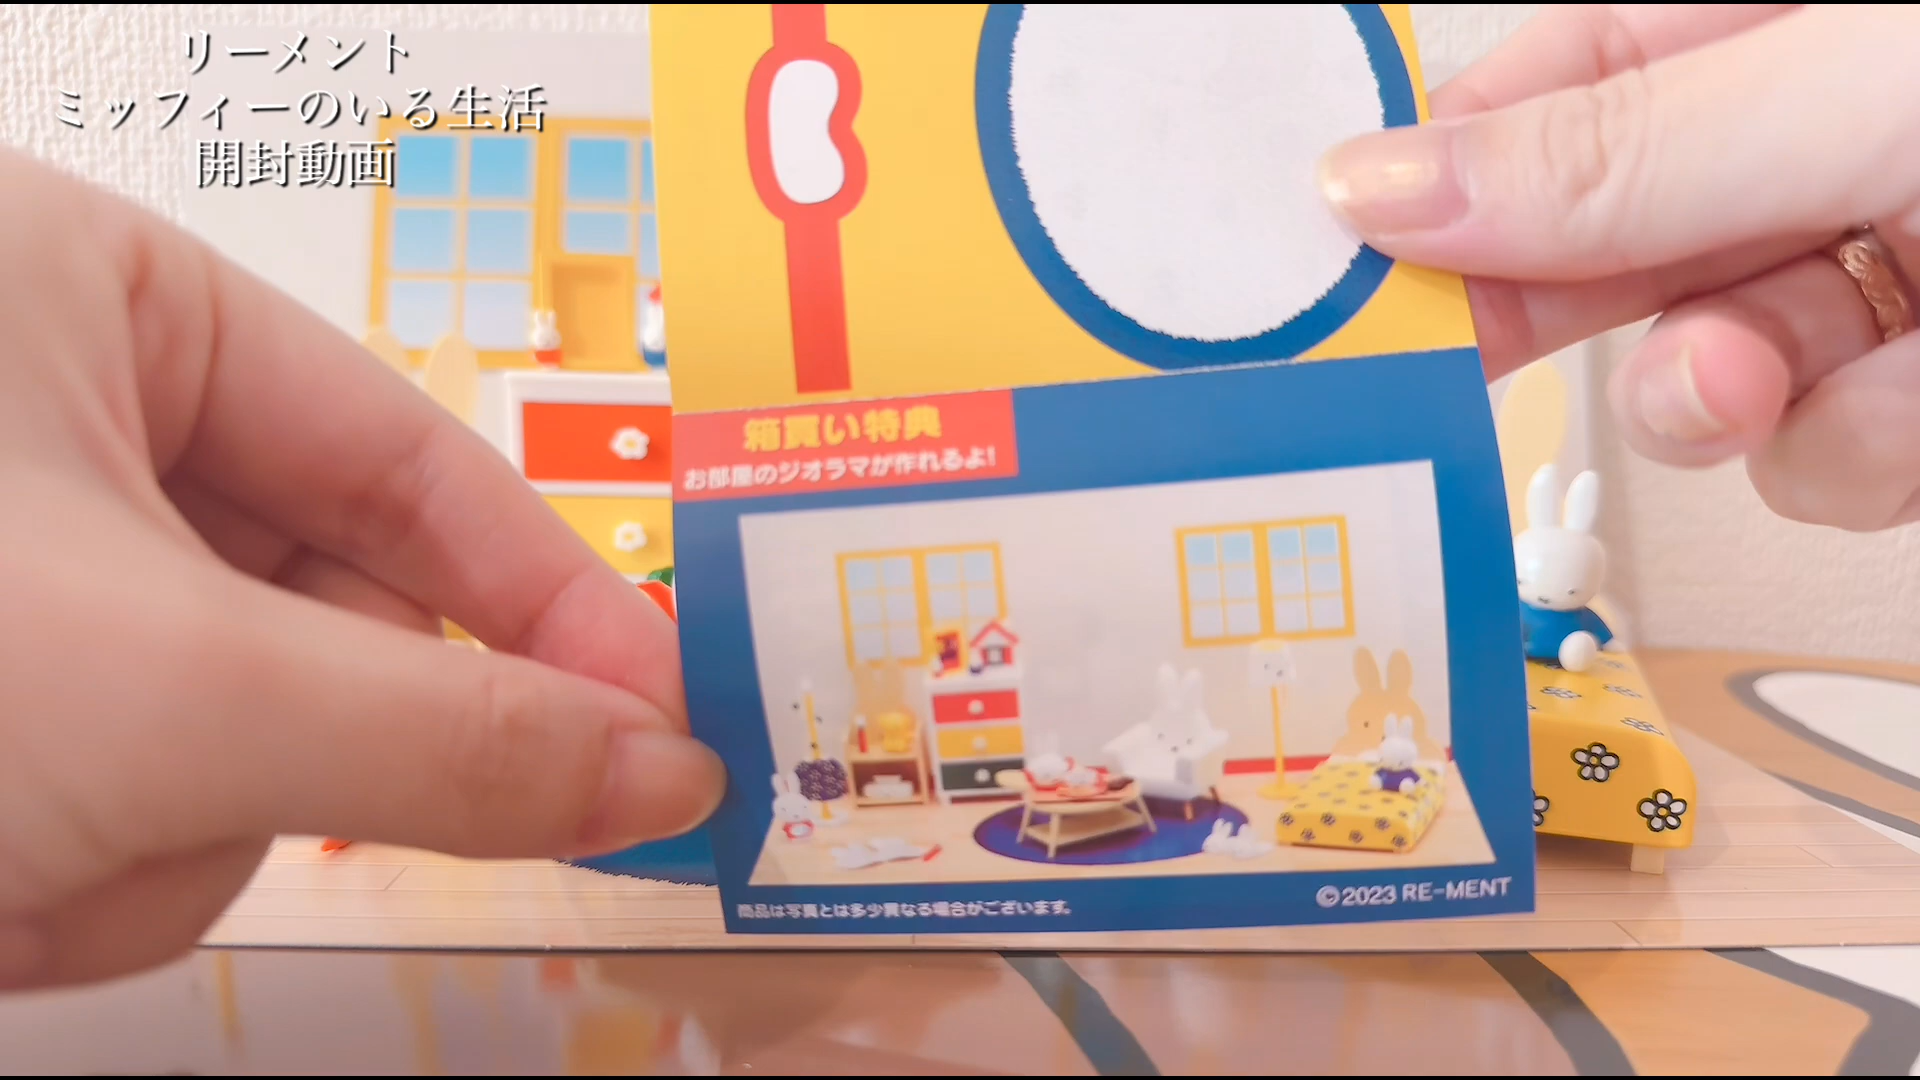 リーメント
ミッフィーのいる生活
開封動画
箱買い特典
お部屋のジオラマが作れるよ!
商品は写真とは多少異なる場合がございます。
©2023 RE-MENT